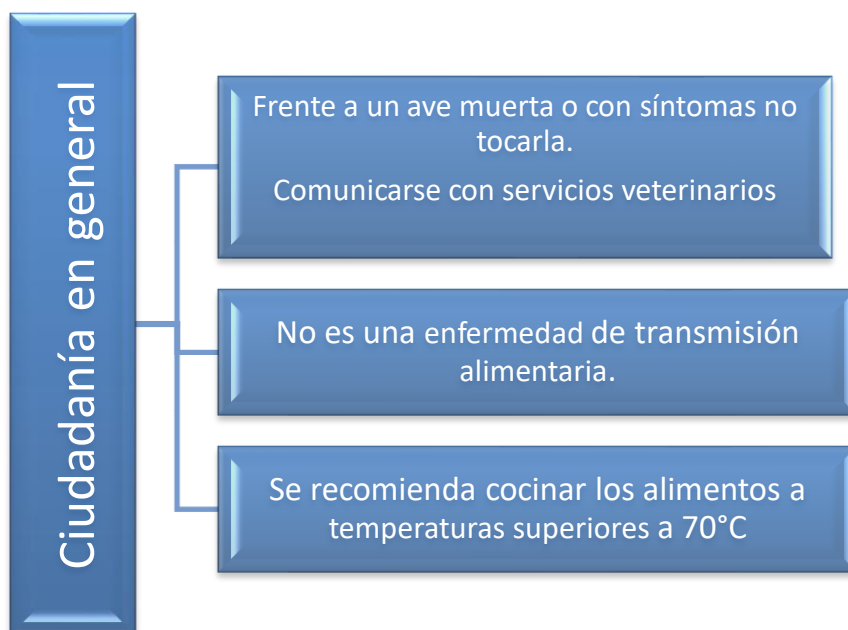 Ciudadanía en general
Frente a un ave muerta o con síntomas no
tocarla.
Comunicarse con servicios veterinarios
No es una enfermedad de transmisión
alimentaria.
Se recomienda cocinar los alimentos a
temperaturas superiores a 70°C